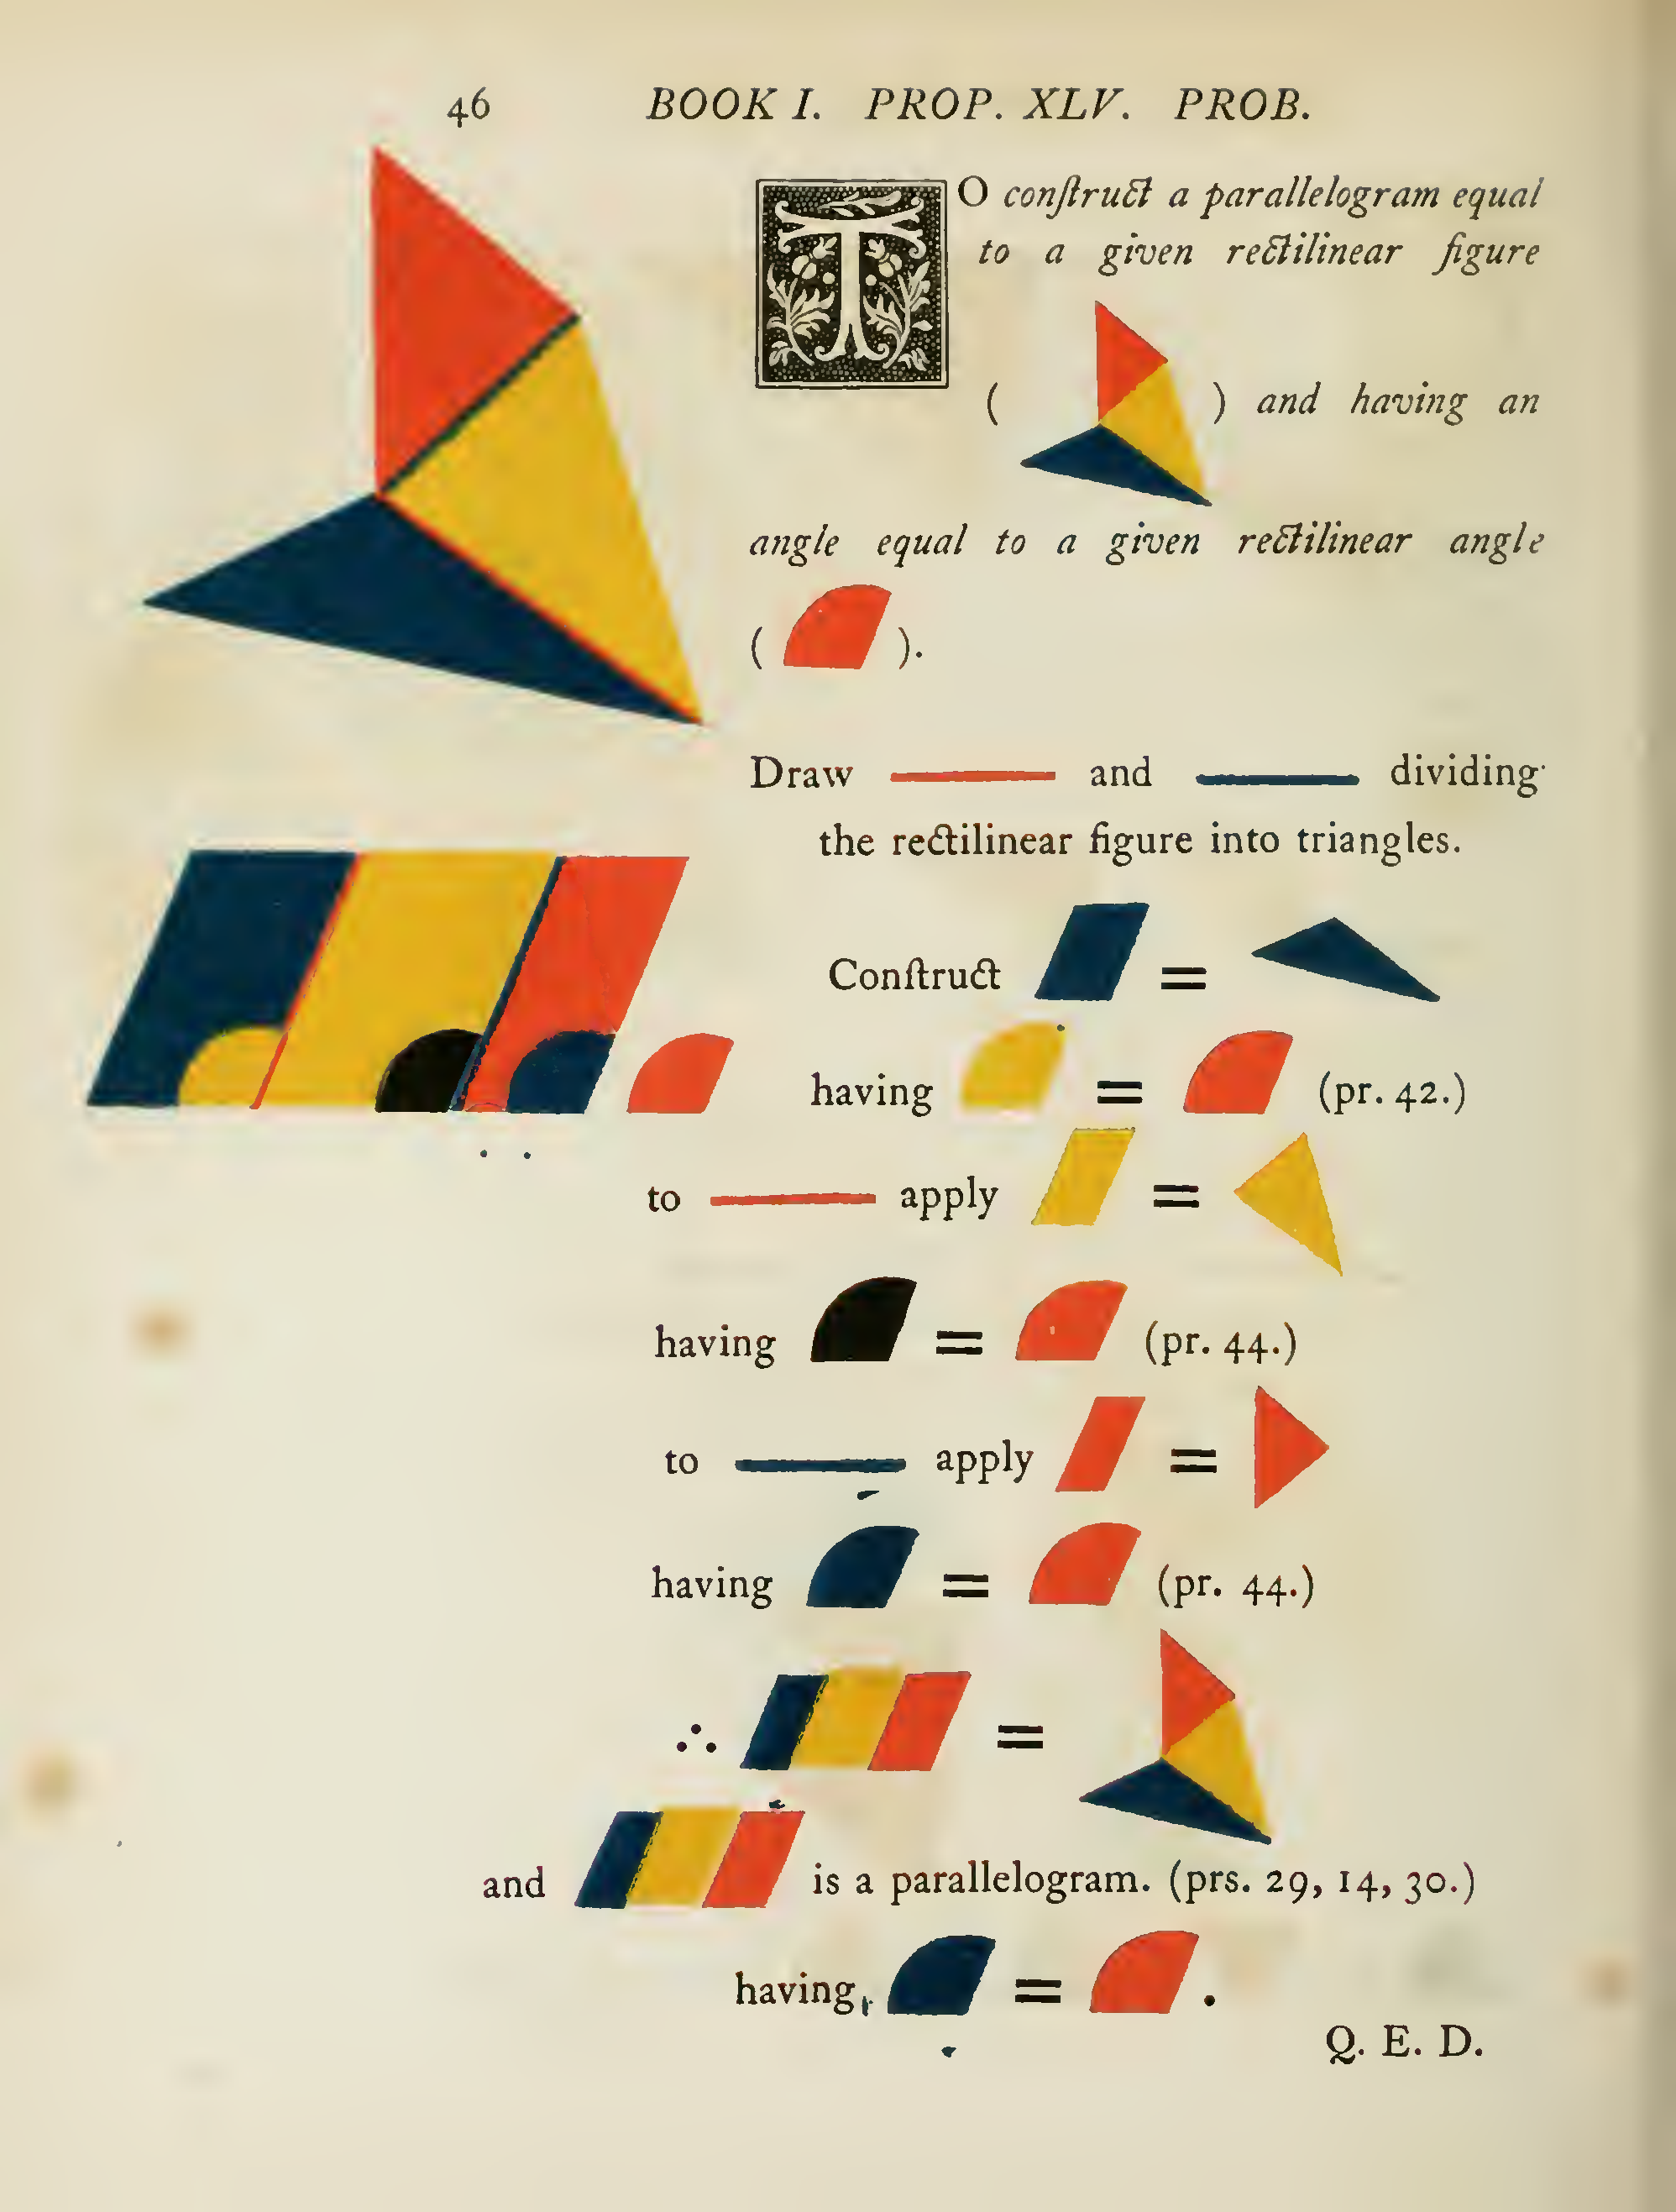 46 BOOK I. PROP. XLV. PROB.
TO conſtruct a parallelogram equal
to a given rectilinear figure
( ) and having an
angle equal to a given rectilinear angle
( ).
Draw and dividing
the rectilinear figure into triangles.
Conſtruct =
having = (pr. 42.)
to apply =
having = (pr. 44.)
to apply =
having = (pr. 44.)
∴ =
and is a parallelogram. (prs. 29, 14, 30.)
having = .
Q. E. D.